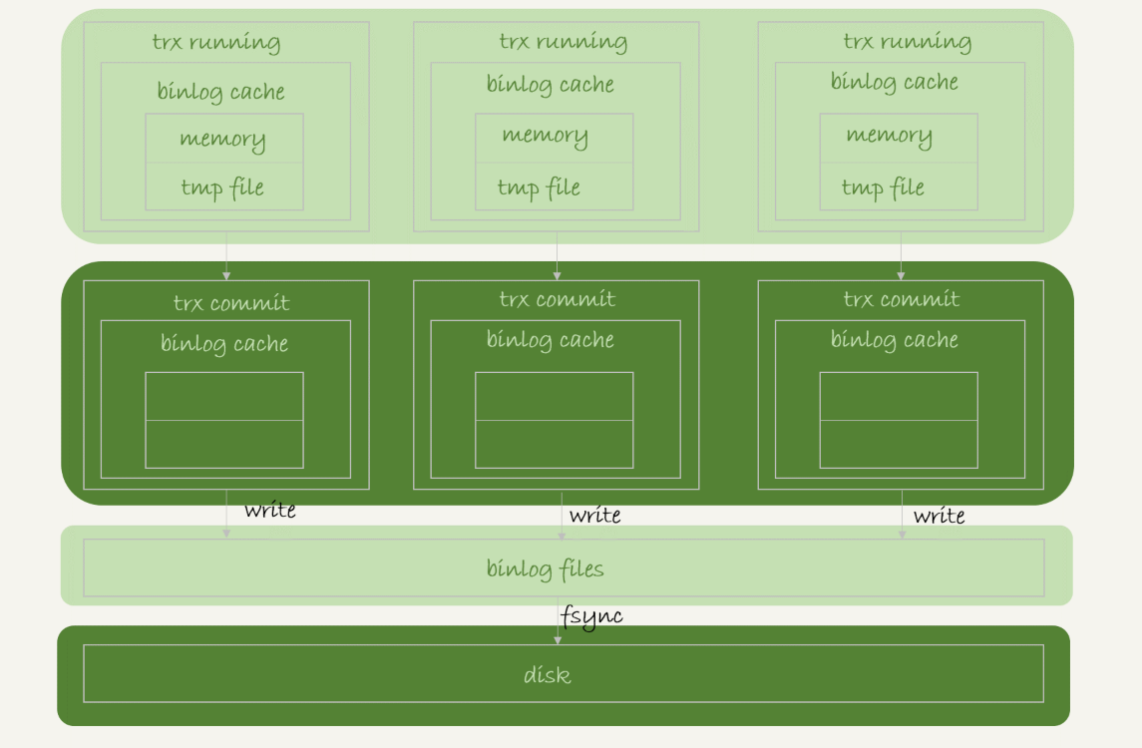 trx running
binlog cache
memory
tmp file
trx running
binlog cache
memory
tmp file
trx running
binlog cache
memory
tmp file
trx commit
binlog cache
trx commit
binlog cache
trx commit
binlog cache
write
write
write
binlog files
fsync
disk